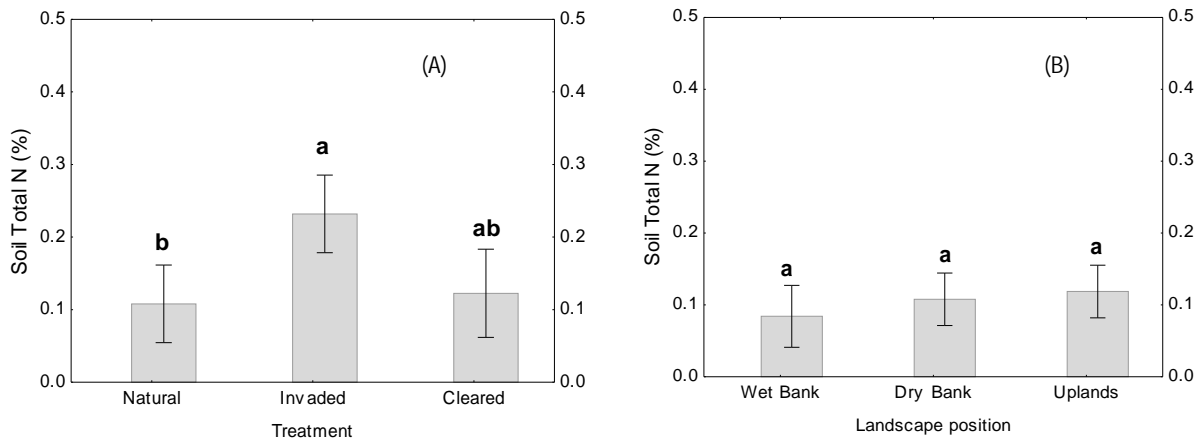 0.5
0.4
0.3
0.2
0.1
0.0
Soil Total N (%)
0.5
0.4
0.3
0.2
0.1
0.0
(A)
b
a
ab
Natural Invaded Cleared
Treatment
0.5
0.4
0.3
0.2
0.1
0.0
Soil Total N (%)
0.5
0.4
0.3
0.2
0.1
0.0
(B)
a
a
a
Wet Bank Dry Bank Uplands
Landscape position